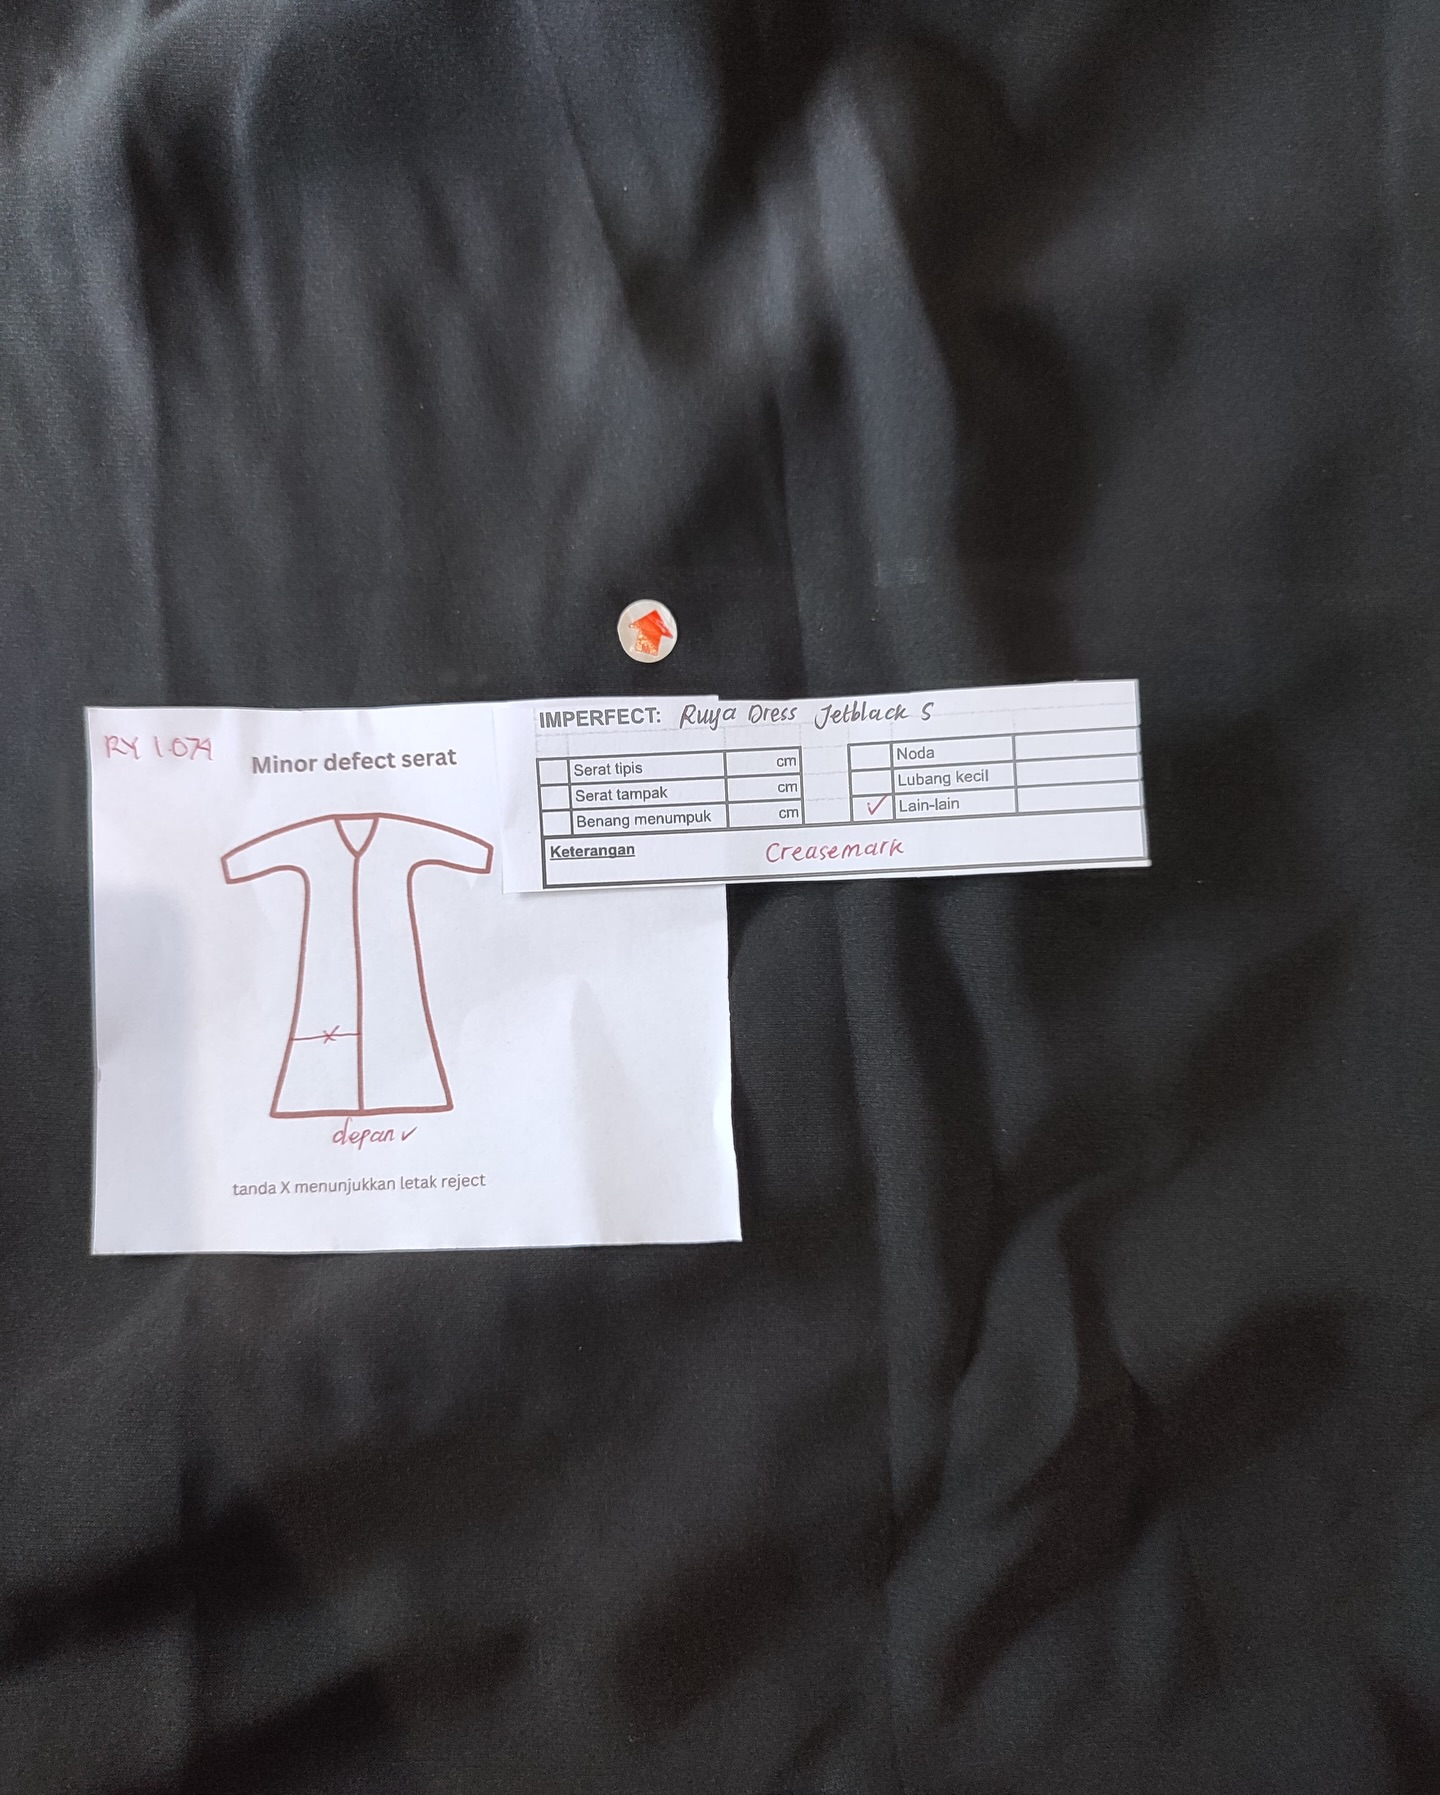 RY 1.074
Minor defect serat
depan ✓
tanda X menunjukkan letak reject
IMPERFECT: Ruya Dress Jetblack S
Serat tipis cm
Serat tampak cm
Benang menumpuk cm
Noda
Lubang kecil
✓ Lain-lain
Keterangan Creasemark